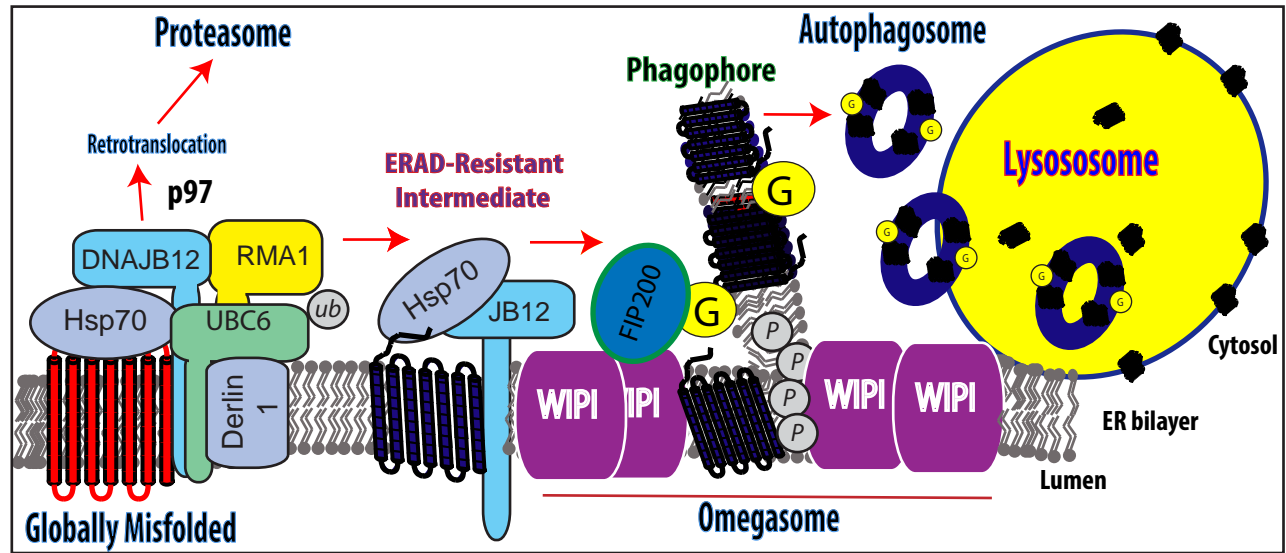 Proteasome
Retrotranslocation
p97
DNAJB12
RMA1
Hsp70
UBC6
ub
Derlin
1
Globally Misfolded
ERAD-Resistant
Intermediate
Hsp70
JB12
Phagophore
G
FIP200
G
WIPI
WIPI
P
P
P
P
WIPI
WIPI
Omegasome
Autophagosome
G
G
Lysososome
G
G
G
G
Cytosol
ER bilayer
Lumen